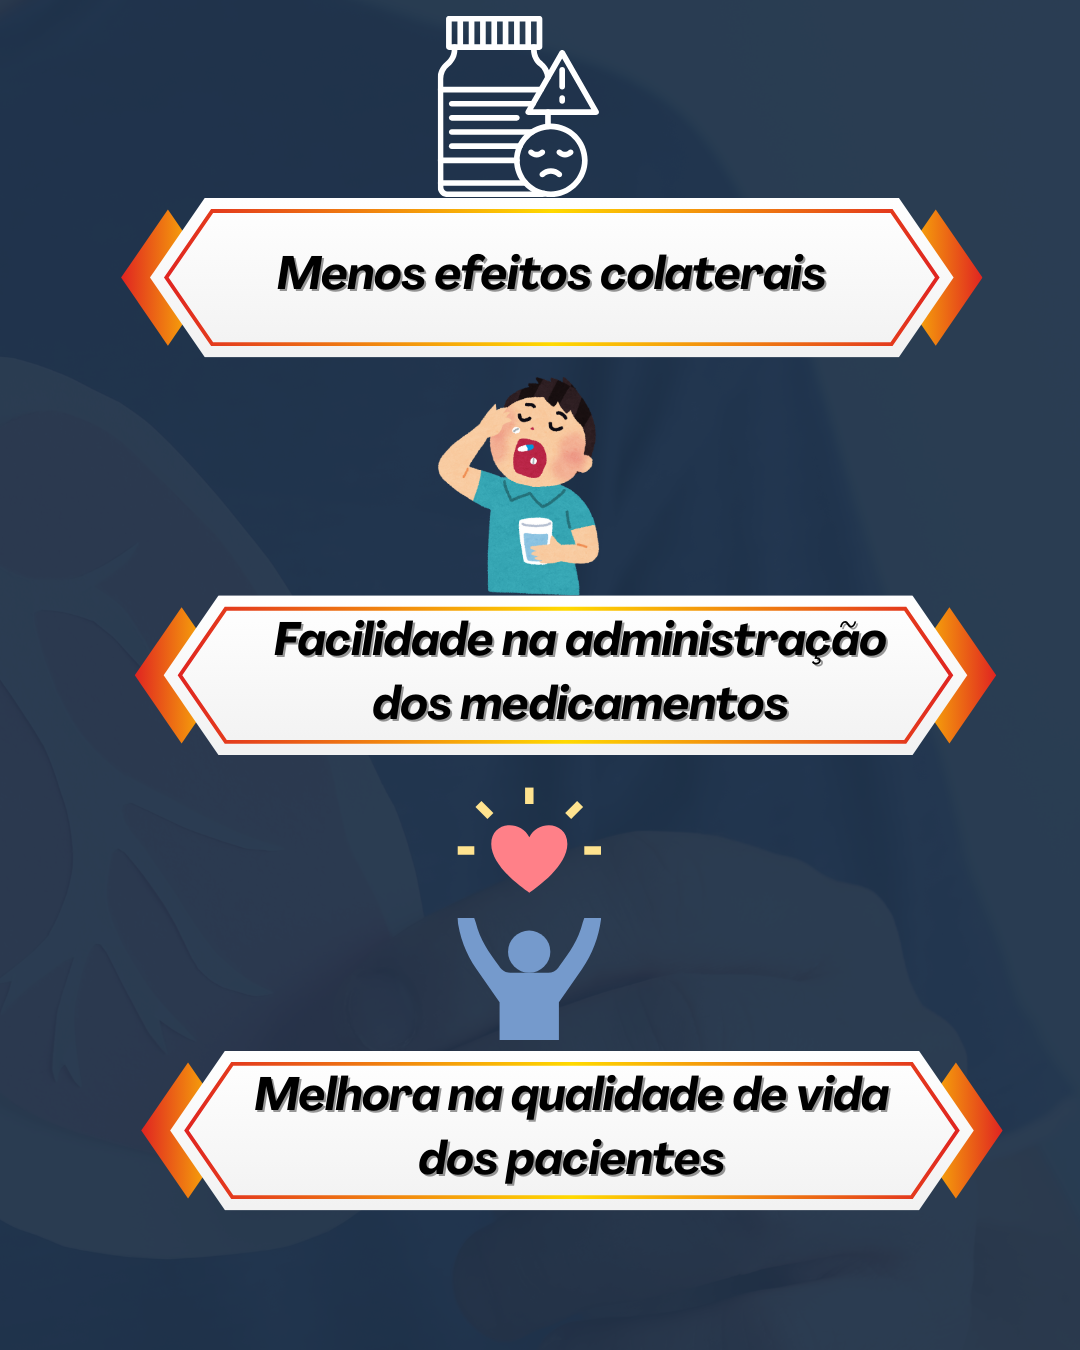 Menos efeitos colaterais
Facilidade na administração
dos medicamentos
Melhora na qualidade de vida
dos pacientes